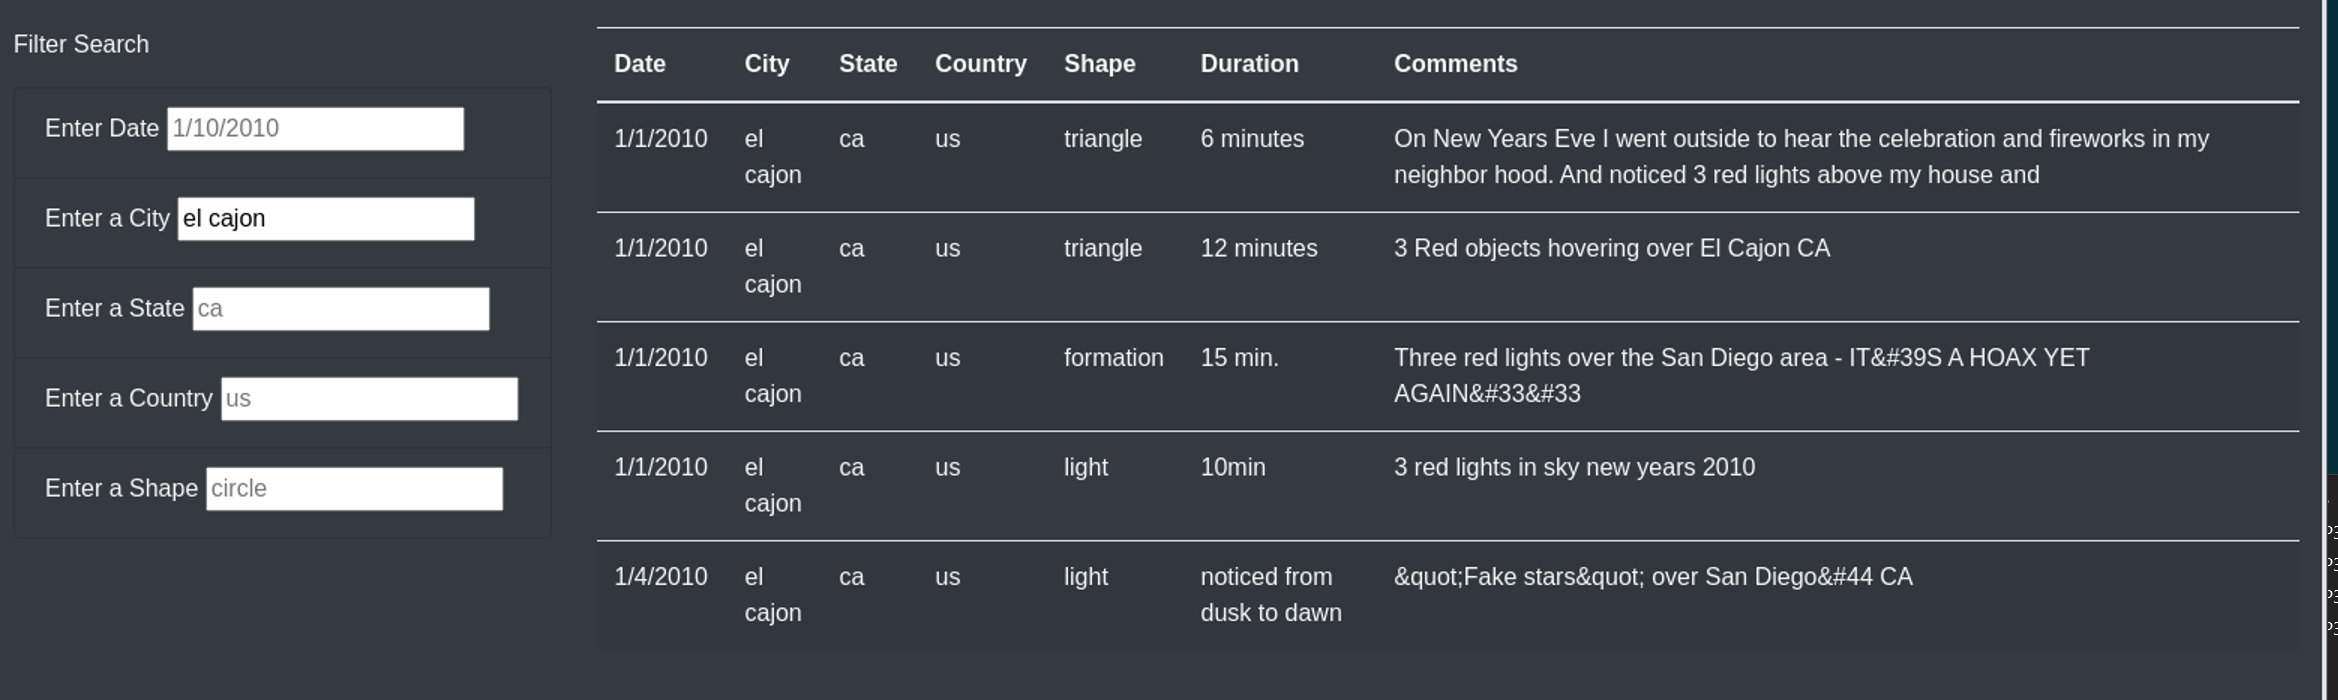 Filter Search
Enter Date 1/10/2010
Enter a City el cajon
Enter a State ca
Enter a Country us
Enter a Shape circle
Date City State Country Shape Duration Comments
1/1/2010 el ca us triangle 6 minutes On New Years Eve I went outside to hear the celebration and fireworks in my
cajon neighbor hood. And noticed 3 red lights above my house and
1/1/2010 el ca us triangle 12 minutes 3 Red objects hovering over El Cajon CA
cajon
1/1/2010 el ca us formation 15 min. Three red lights over the San Diego area - IT&#39S A HOAX YET
cajon AGAIN&#33&#33
1/1/2010 el ca us light 10min 3 red lights in sky new years 2010
cajon
1/4/2010 el ca us light noticed from &quot;Fake stars&quot; over San Diego&#44 CA
cajon dusk to dawn